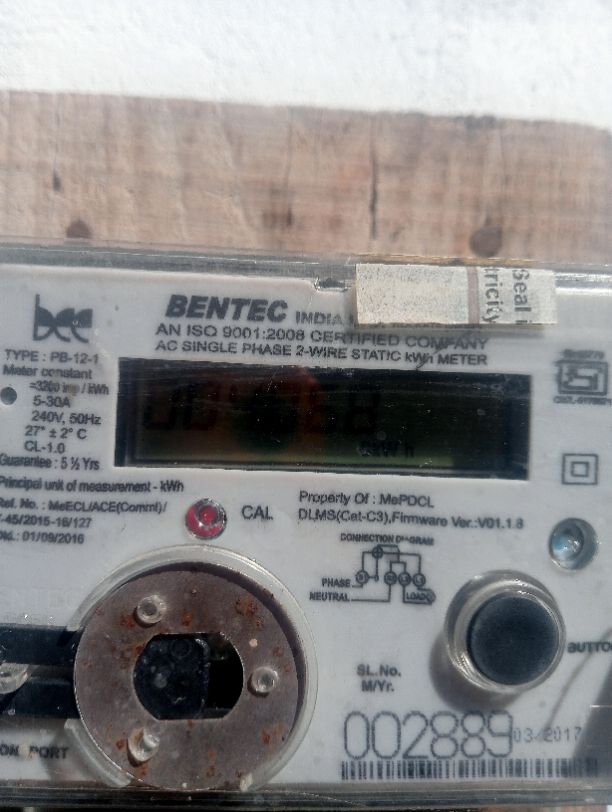 bee
BENTEC INDIA
AN ISO 9001:2008 CERTIFIED COMPANY
AC SINGLE PHASE 2-WIRE STATIC kWh METER
Seal i
tricity
TYPE : PB-12-1
Meter constant
=3200 imp / kWh
5-30A
240V, 50Hz
27° ± 2° C
CL-1.0
Guarantee : 5 ½ Yrs
Principal unit of measurement - kWh
Ref. No. : MeECL/ACE(Comml)/
T-45/2015-16/127
Dtd.: 01/09/2016
kWh
CAL
Property Of : MePDCL
DLMS(Cat-C3),Firmware Ver.:V01.1.8
CONNECTION DIAGRAM
PHASE
NEUTRAL
LOAD
BUTTO
SL.No.
M/Yr.
002889 03/2017
PORT